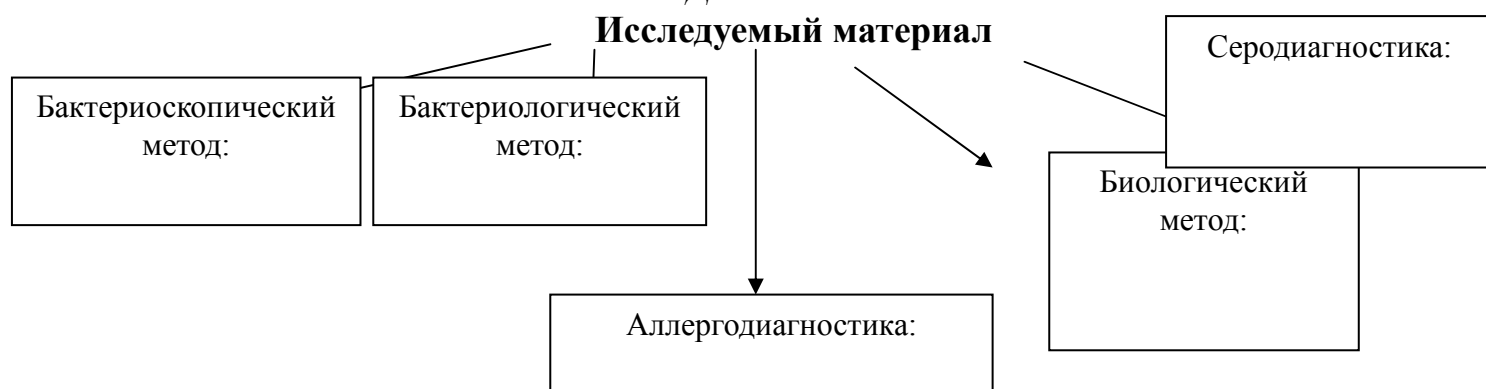 Исследуемый материал
Серодиагностика:
Бактериоскопический
метод:
Бактериологический
метод:
Биологический
метод:
Аллергодиагностика: